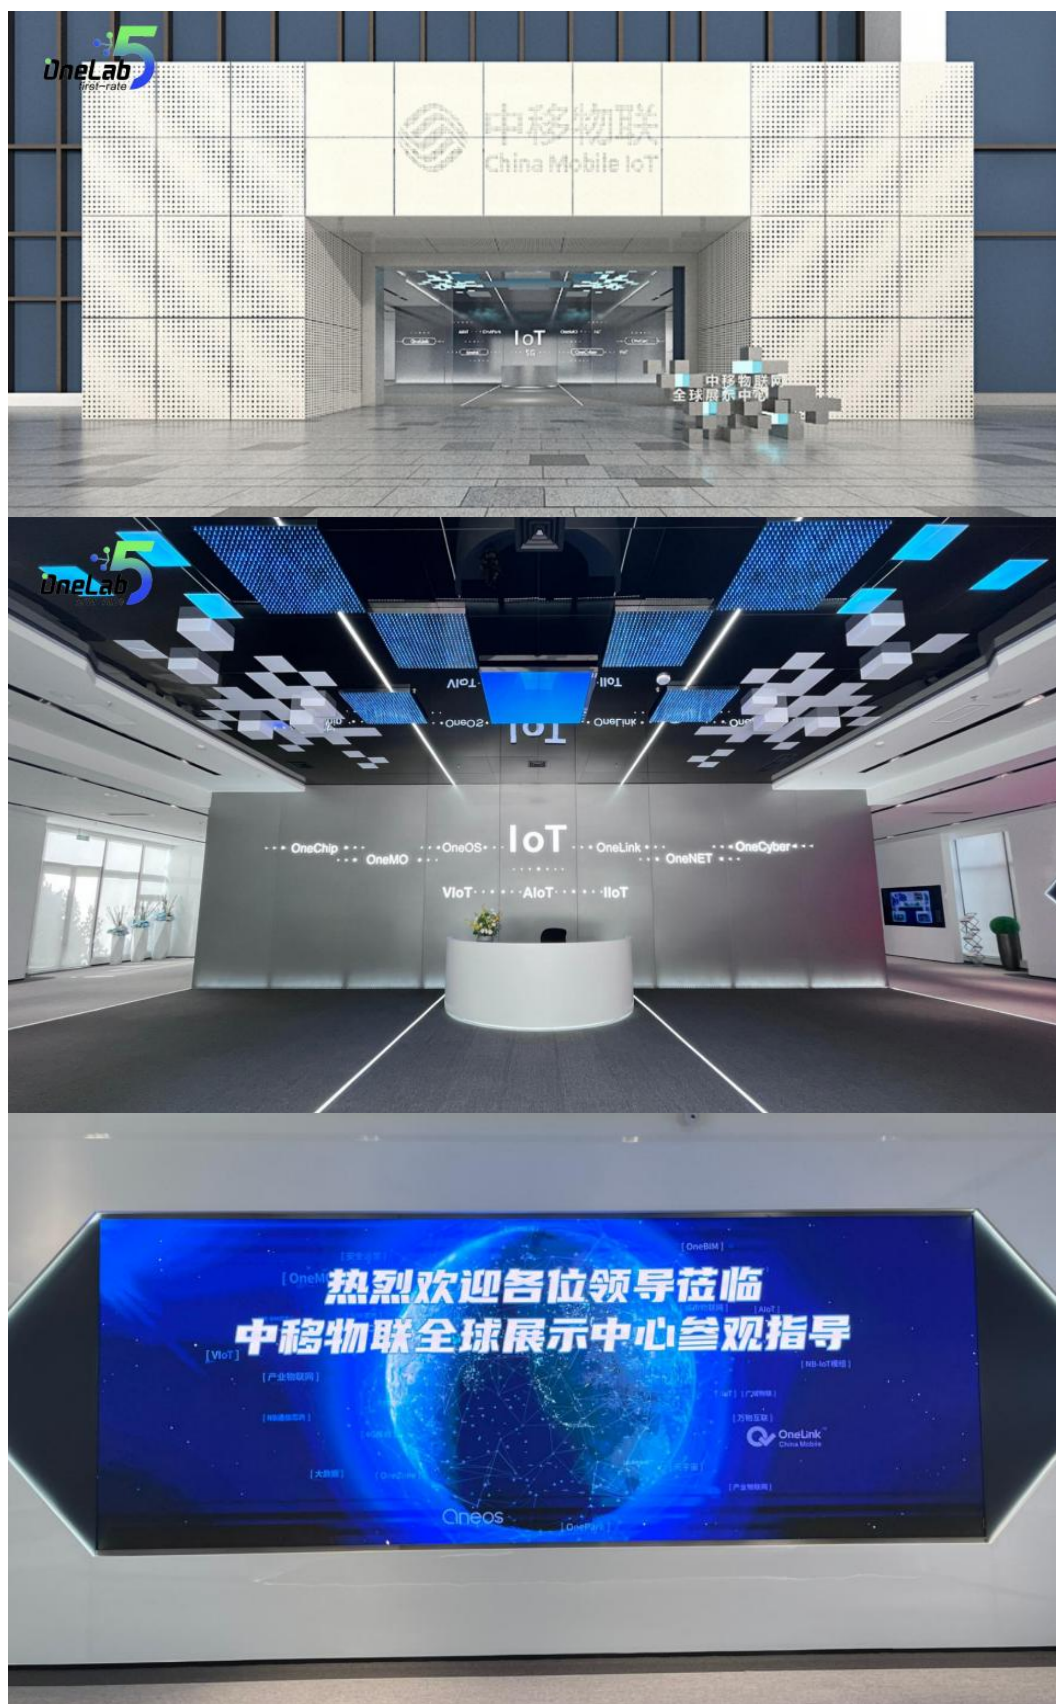 OneLab 5
first-rate
中移物联
China Mobile IoT
IoT
5G
中移物联网
全球展示中心
OneLab 5
VIoT
IIoT
OneOS
IoT
OneLink
OneChip
OneMO
OneOS
IoT
OneLink
OneNET
OneCyber
VIoT
AIoT
IIoT
[OneBIM]
热烈欢迎各位领导莅临
中移物联全球展示中心参观指导
[AIoT]
[VIoT]
[产业物联网]
[NB-IoT模组]
[万物互联]
OneLink
China Mobile
[大数据]
[产业物联网]
Oneos
[OnePark]